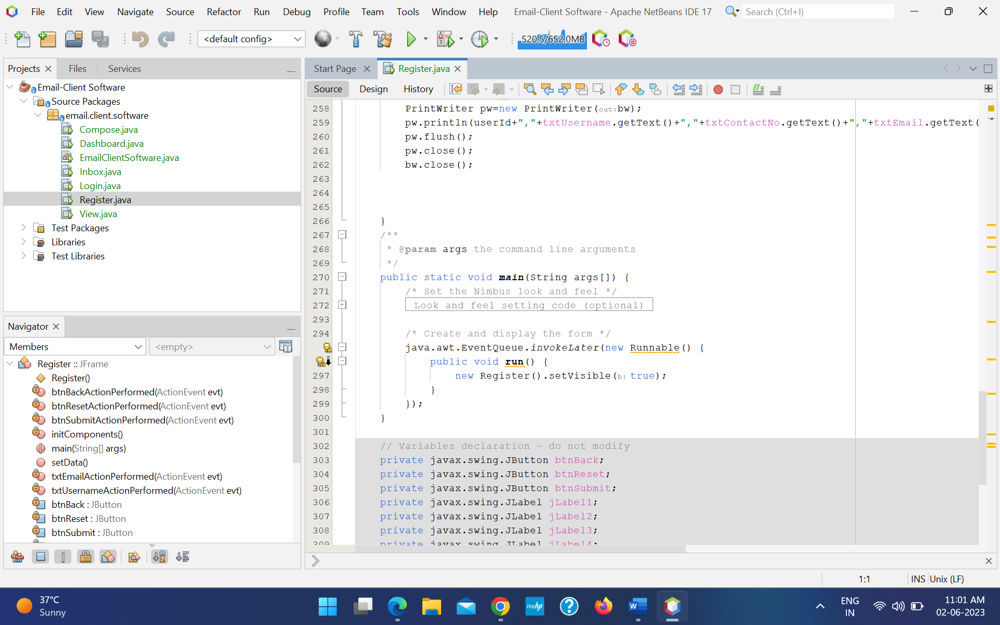 File Edit View Navigate Source Refactor Run Debug Profile Team Tools Window Help Email-Client Software - Apache NetBeans IDE 17 Search (Ctrl+I)
<default config> 520.5/652.0MB
Projects Files Services
Email-Client Software
Source Packages
email.client.software
Compose.java
Dashboard.java
EmailClientSoftware.java
Inbox.java
Login.java
Register.java
View.java
Test Packages
Libraries
Test Libraries
Navigator
Members <empty>
Register :: JFrame
Register()
btnBackActionPerformed(ActionEvent evt)
btnResetActionPerformed(ActionEvent evt)
btnSubmitActionPerformed(ActionEvent evt)
initComponents()
main(String[] args)
setData()
txtEmailActionPerformed(ActionEvent evt)
txtUsernameActionPerformed(ActionEvent evt)
btnBack : JButton
btnReset : JButton
btnSubmit : JButton
Start Page Register.java
Source Design History
258 PrintWriter pw=new PrintWriter(out:bw);
259 pw.println(userId+","+txtUsername.getText()+","+txtContactNo.getText()+","+txtEmail.getText(
260 pw.flush();
261 pw.close();
262 bw.close();
263
264
265
266 }
267 /**
268 * @param args the command line arguments
269 */
270 public static void main(String args[]) {
271 /* Set the Nimbus look and feel */
272 Look and feel setting code (optional)
293
294 /* Create and display the form */
java.awt.EventQueue.invokeLater(new Runnable() {
public void run() {
297 new Register().setVisible(b: true);
298 }
299 });
300 }
301
302 // Variables declaration - do not modify
303 private javax.swing.JButton btnBack;
304 private javax.swing.JButton btnReset;
305 private javax.swing.JButton btnSubmit;
306 private javax.swing.JLabel jLabel1;
307 private javax.swing.JLabel jLabel2;
308 private javax.swing.JLabel jLabel3;
309 private javax.swing.JLabel jLabel4;
1:1 INS Unix (LF)
37°C
Sunny
myhp
ENG
IN
11:01 AM
02-06-2023